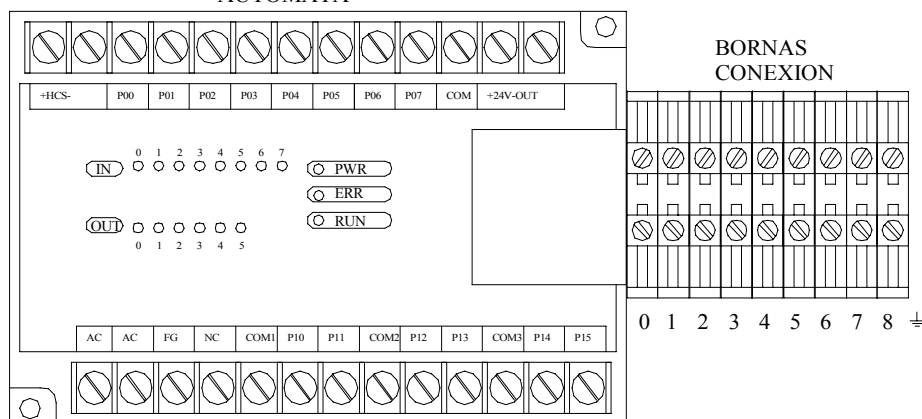 AUTOMATA
BORNAS
CONEXION
+HCS- P00 P01 P02 P03 P04 P05 P06 P07 COM +24V-OUT
0 1 2 3 4 5 6 7
IN
PWR
ERR
OUT
RUN
0 1 2 3 4 5
0 1 2 3 4 5 6 7 8
AC AC FG NC COM1 P10 P11 COM2 P12 P13 COM3 P14 P15